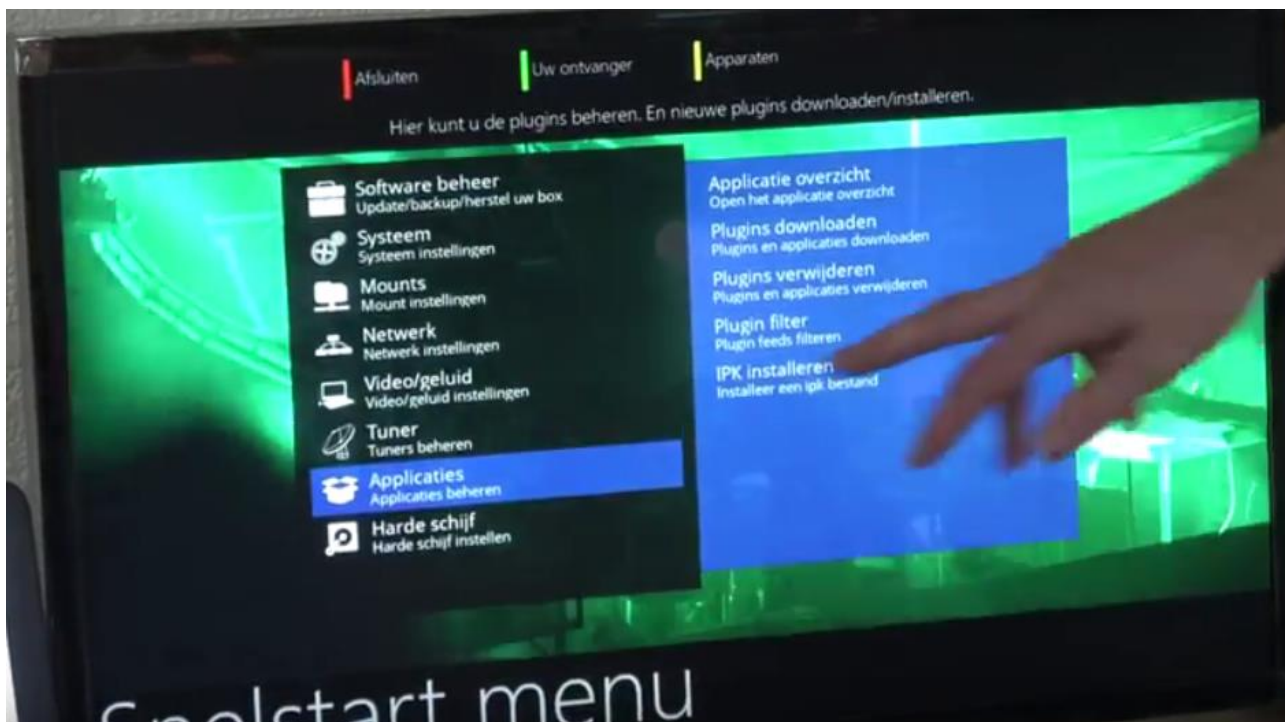 Afsluiten
Uw ontvanger
Apparaten
Hier kunt u de plugins beheren. En nieuwe plugins downloaden/installeren.
Software beheer
Update/backup/herstel uw box
Systeem
Systeem instellingen
Mounts
Mount instellingen
Netwerk
Netwerk instellingen
Video/geluid
Video/geluid instellingen
Tuner
Tuners beheren
Applicaties
Applicaties beheren
Harde schijf
Harde schijf instellen
Applicatie overzicht
Open het applicatie overzicht
Plugins downloaden
Plugins en applicaties downloaden
Plugins verwijderen
Plugins en applicaties verwijderen
Plugin filter
Plugin feeds filteren
IPK installeren
Installeer een ipk bestand
menu